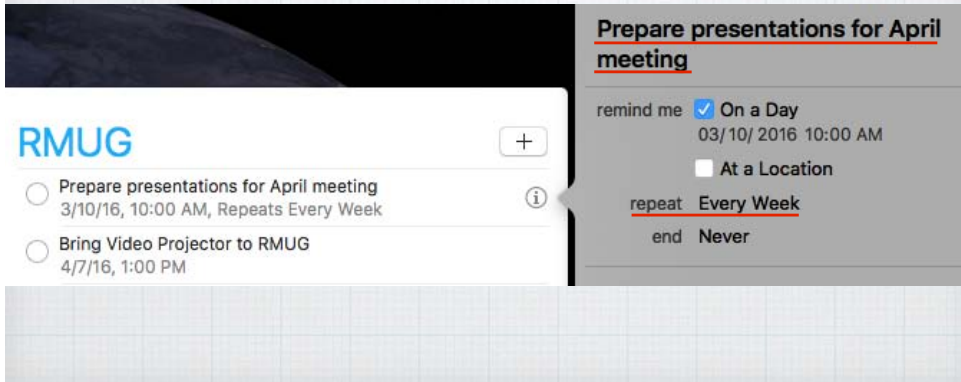 RMUG
+
Prepare presentations for April meeting
3/10/16, 10:00 AM, Repeats Every Week
Bring Video Projector to RMUG
4/7/16, 1:00 PM
Prepare presentations for April
meeting
remind me On a Day
03/10/2016 10:00 AM
At a Location
repeat Every Week
end Never